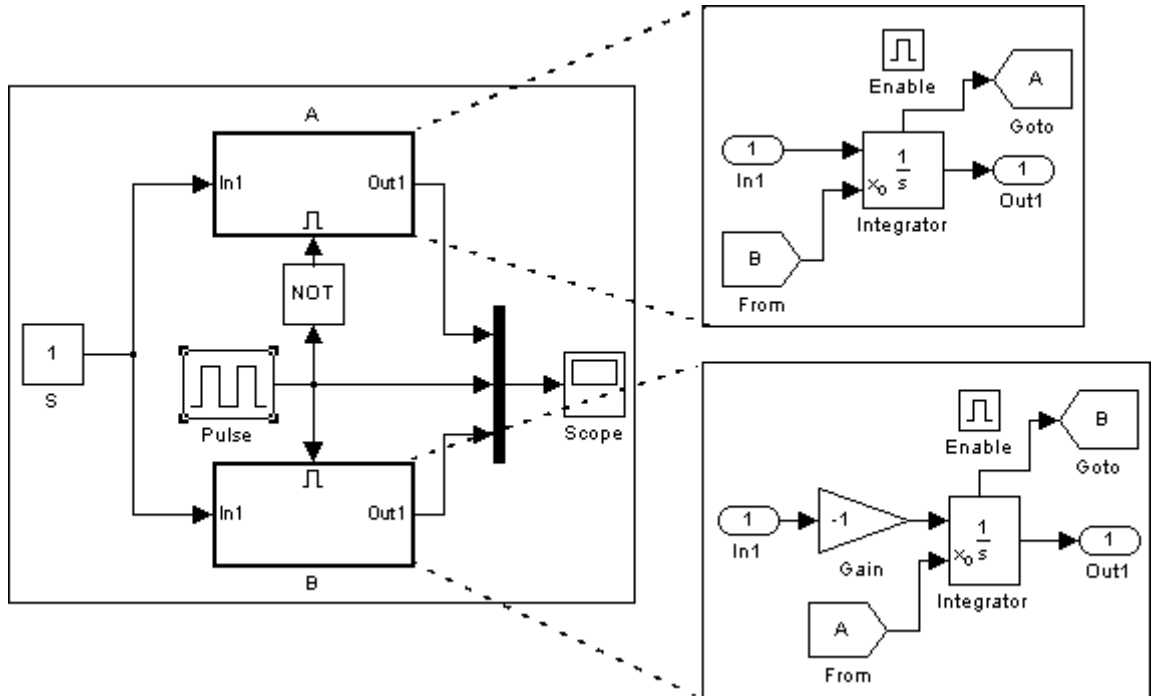 A
In1
Out1
NOT
1
S
Pulse
Scope
In1
Out1
B
Enable
A
Goto
1
In1
x0
1
s
Integrator
1
Out1
B
From
Enable
B
Goto
1
In1
-1
Gain
x0
1
s
Integrator
1
Out1
A
From